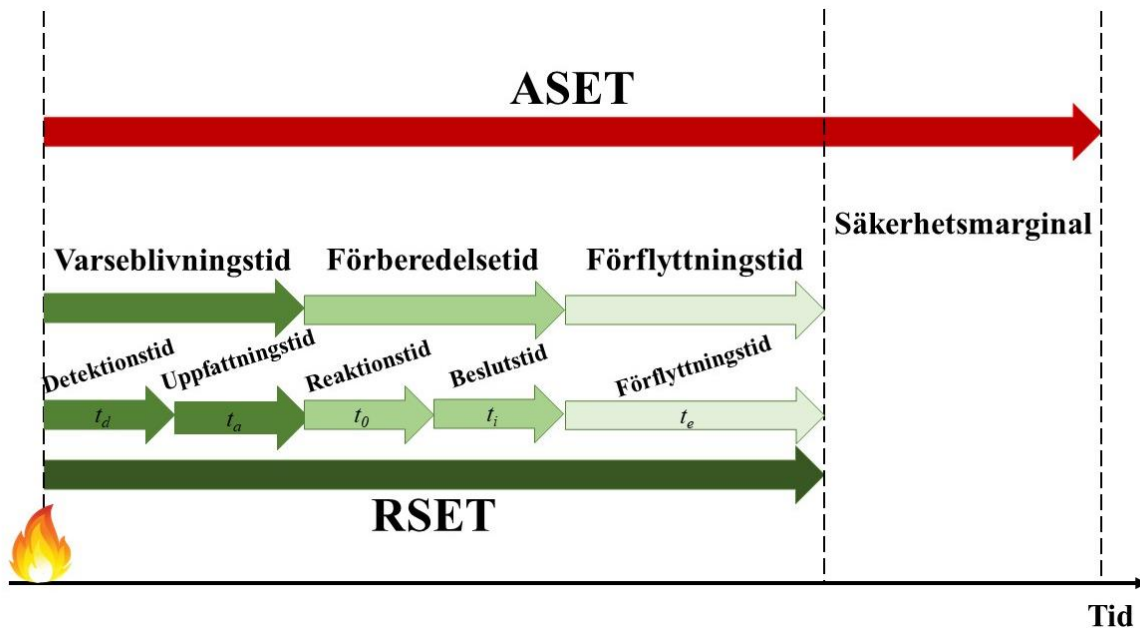 ASET
Säkerhetsmarginal
Varseblivningstid
Förberedelsetid
Förflyttningstid
Detektionstid
Uppfattningstid
Reaktionstid
Beslutstid
Förflyttningstid
t_d
t_a
t_0
t_i
t_e
RSET
Tid